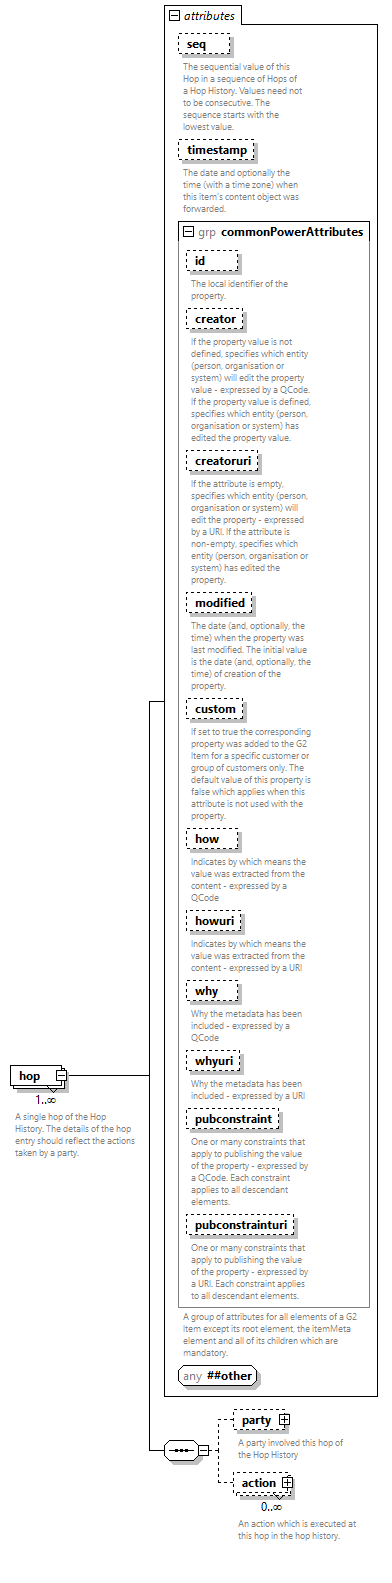 attributes
seq
The sequential value of this
Hop in a sequence of Hops of
a Hop History. Values need not
to be consecutive. The
sequence starts with the
lowest value.
timestamp
The date and optionally the
time (with a time zone) when
this item's content object was
forwarded.
grp commonPowerAttributes
id
The local identifier of the
property.
creator
If the property value is not
defined, specifies which entity
(person, organisation or
system) will edit the property
value - expressed by a QCode.
If the property value is defined,
specifies which entity (person,
organisation or system) has
edited the property value.
creatoruri
If the attribute is empty,
specifies which entity (person,
organisation or system) will
edit the property - expressed
by a URI. If the attribute is
non-empty, specifies which
entity (person, organisation or
system) has edited the
property.
modified
The date (and, optionally, the
time) when the property was
last modified. The initial value
is the date (and, optionally, the
time) of creation of the
property.
custom
If set to true the corresponding
property was added to the G2
Item for a specific customer or
group of customers only. The
default value of this property is
false which applies when this
attribute is not used with the
property.
how
Indicates by which means the
value was extracted from the
content - expressed by a
QCode
howuri
Indicates by which means the
value was extracted from the
content - expressed by a URI
why
Why the metadata has been
included - expressed by a
QCode
whyuri
Why the metadata has been
included - expressed by a URI
pubconstraint
One or many constraints that
apply to publishing the value
of the property - expressed by
a QCode. Each constraint
applies to all descendant
elements.
pubconstrainturi
One or many constraints that
apply to publishing the value
of the property - expressed by
a URI. Each constraint applies
to all descendant elements.
A group of attributes for all elements of a G2
Item except its root element, the itemMeta
element and all of its children which are
mandatory.
any ##other
hop
1..∞
A single hop of the Hop
History. The details of the hop
entry should reflect the actions
taken by a party.
party
A party involved this hop of
the Hop History
action
0..∞
An action which is executed at
this hop in the hop history.